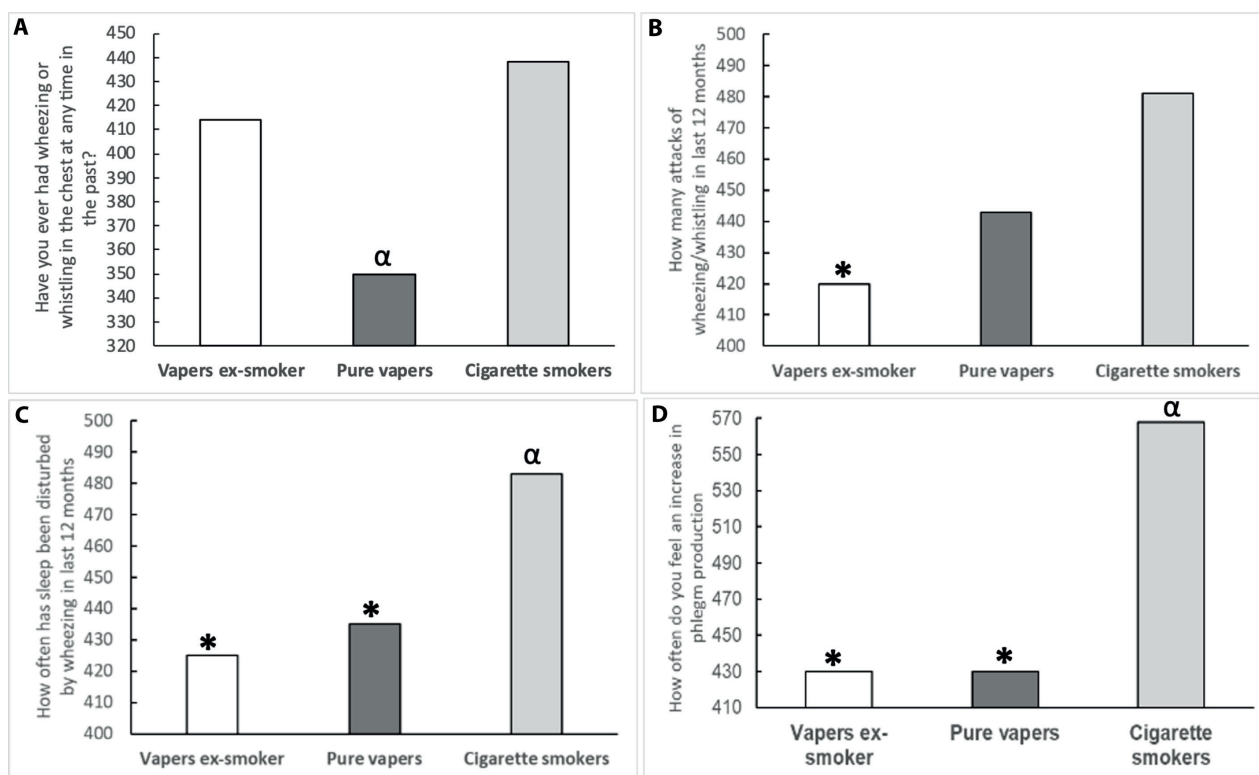 A
Have you ever had wheezing or
whistling in the chest at any time in
the past?
450
440
430
420
410
400
390
380
370
360
350
340
330
320
α
Vapers ex-smoker Pure vapers Cigarette smokers
B
How many attacks of
wheezing/whistling in last 12 months
500
490
480
470
460
450
440
430
420
410
400
*
Vapers ex-smoker Pure vapers Cigarette smokers
C
How often has sleep been disturbed
by wheezing in last 12 months
500
490
480
470
460
450
440
430
420
410
400
* * α
Vapers ex-smoker Pure vapers Cigarette smokers
D
How often do you feel an increase in
phlegm production
570
550
530
510
490
470
450
430
410
* * α
Vapers ex- Pure vapers Cigarette
smoker smokers